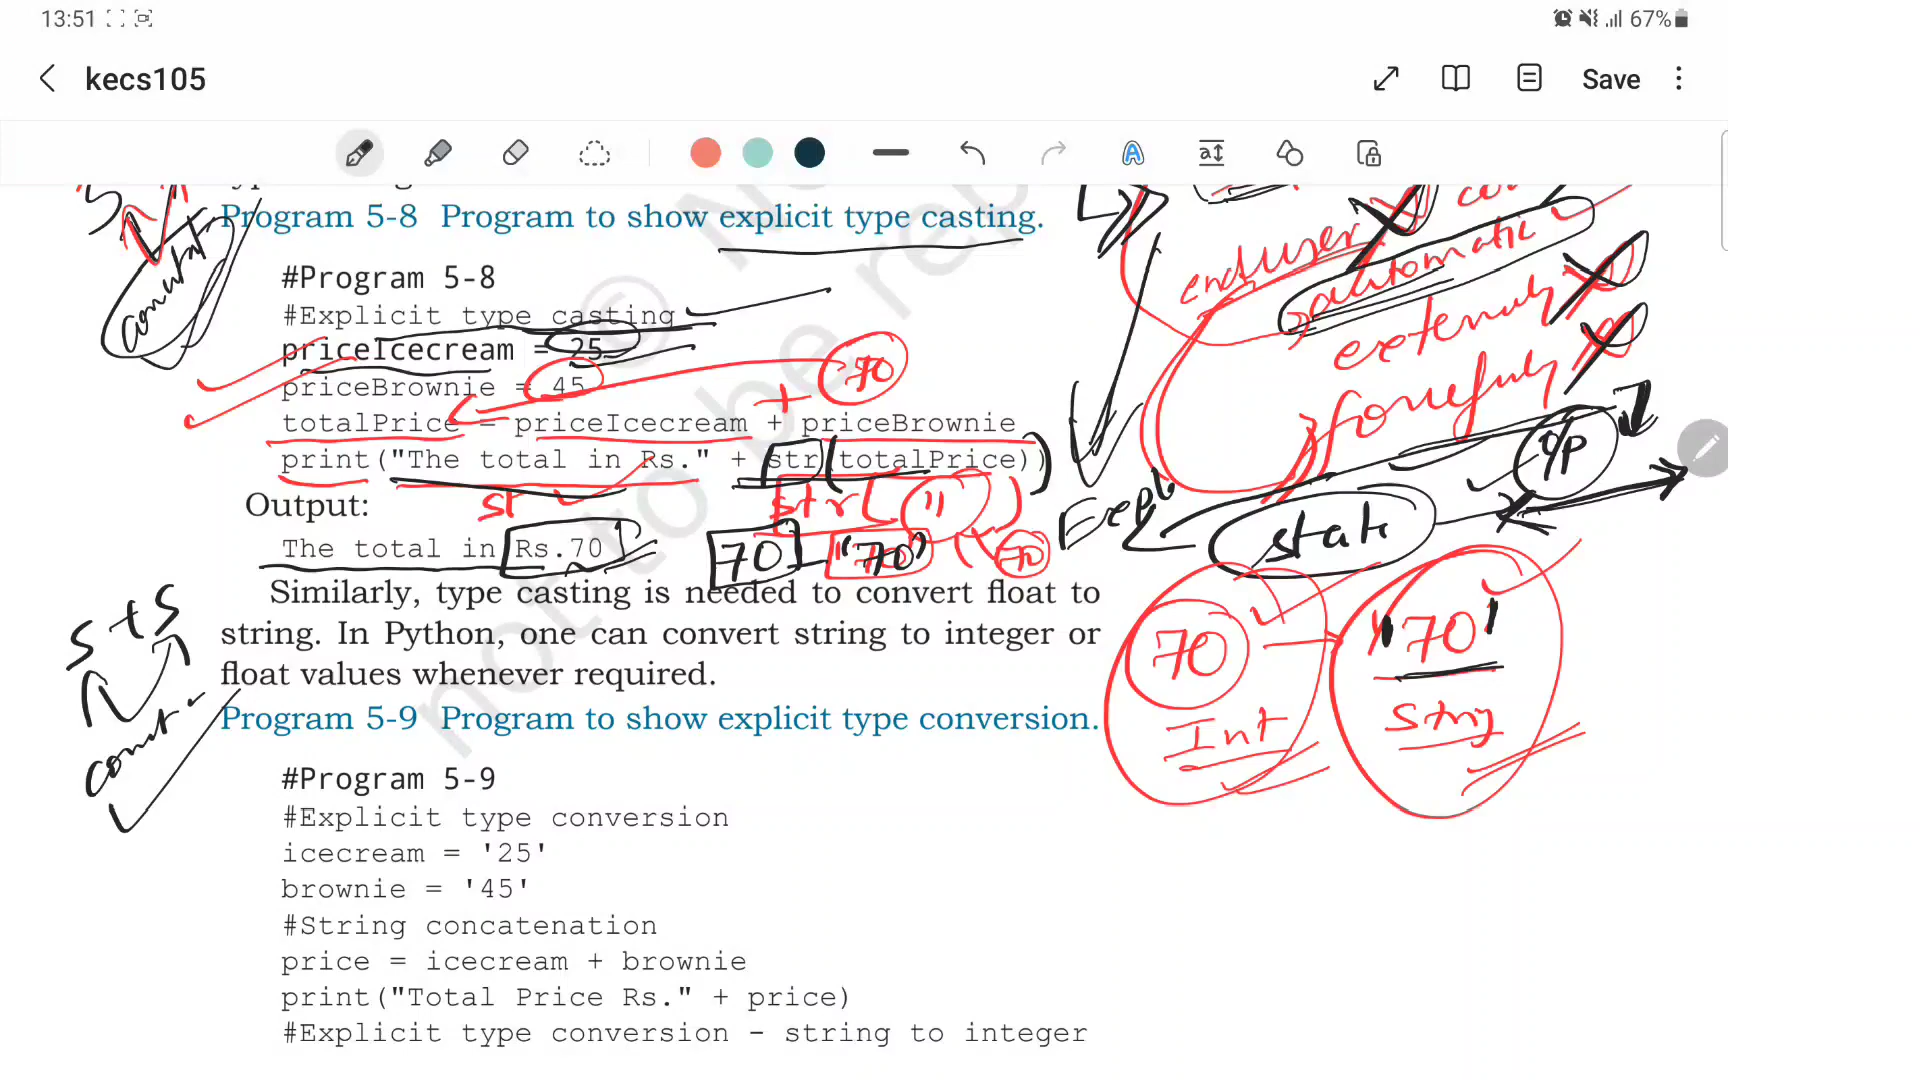 13:51 67%
kecs105 Save
Program 5-8 Program to show explicit type casting.
#Program 5-8
#Explicit type casting
priceIcecream = 25
priceBrownie = 45
70
+
totalPrice = priceIcecream + priceBrownie
print("The total in Rs." + str(totalPrice))
Output:
str( " )
The total in Rs.70
70 "70" 70
Similarly, type casting is needed to convert float to
string. In Python, one can convert string to integer or
float values whenever required.
Program 5-9 Program to show explicit type conversion.
#Program 5-9
#Explicit type conversion
icecream = '25'
brownie = '45'
#String concatenation
price = icecream + brownie
print("Total Price Rs." + price)
#Explicit type conversion - string to integer
S + S
enduser
automatic
forcefuly
O/p
70 '70'
Int